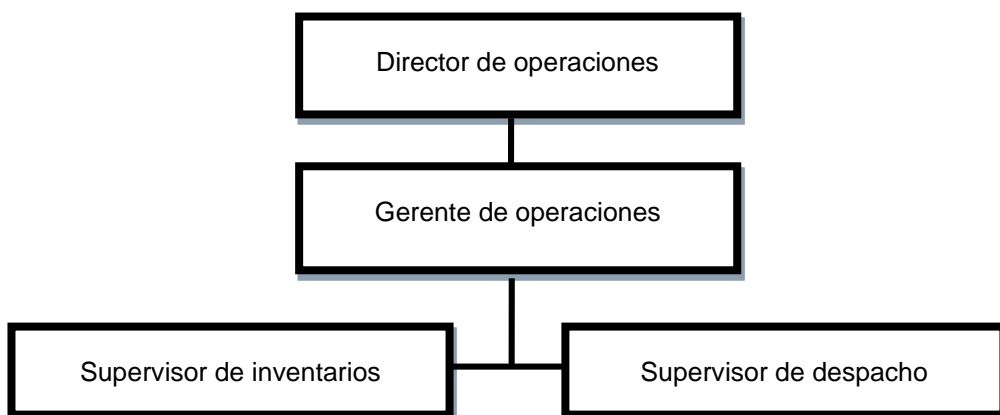 Director de operaciones
Gerente de operaciones
Supervisor de inventarios
Supervisor de despacho